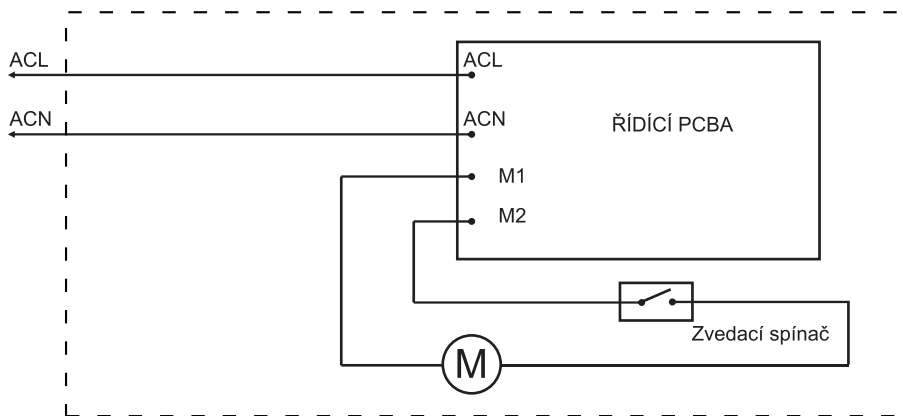 ACL
ACL
ACN
ACN
ŘÍDÍCÍ PCBA
M1
M2
Zvedací spínač
M